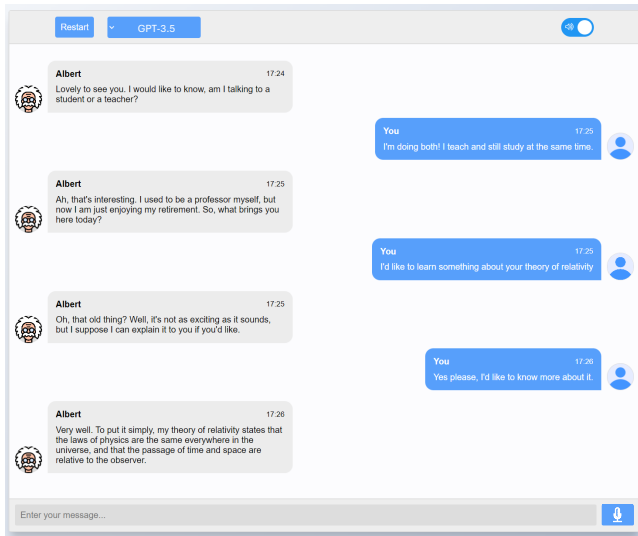 Restart
GPT-3.5
Albert 17:24
Lovely to see you. I would like to know, am I talking to a
student or a teacher?
You 17:25
I'm doing both! I teach and still study at the same time.
Albert 17:25
Ah, that's interesting. I used to be a professor myself, but
now I am just enjoying my retirement. So, what brings you
here today?
You 17:25
I'd like to learn something about your theory of relativity
Albert 17:25
Oh, that old thing? Well, it's not as exciting as it sounds,
but I suppose I can explain it to you if you'd like.
You 17:26
Yes please, I'd like to know more about it.
Albert 17:26
Very well. To put it simply, my theory of relativity states that
the laws of physics are the same everywhere in the
universe, and that the passage of time and space are
relative to the observer.
Enter your message...